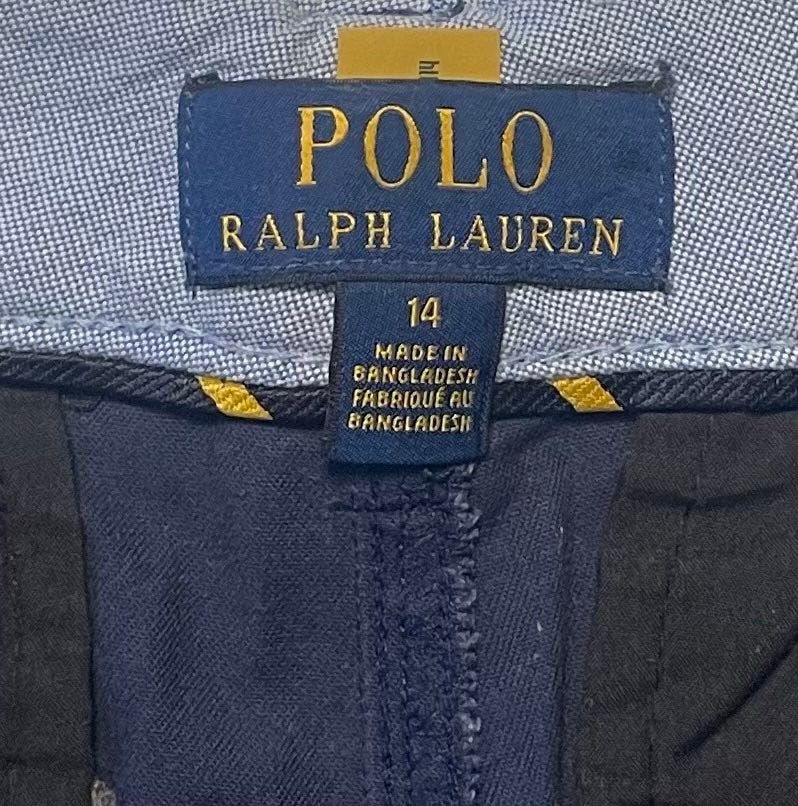 POLO
RALPH LAUREN
14
MADE IN
BANGLADESH
FABRIQUÉ AU
BANGLADESH